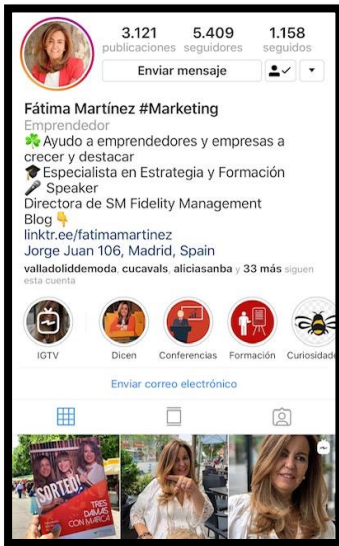 3.121 5.409 1.158
publicaciones seguidores seguidos
Enviar mensaje
Fátima Martínez #Marketing
Emprendedor
Ayudo a emprendedores y empresas a
crecer y destacar
Especialista en Estrategia y Formación
Speaker
Directora de SM Fidelity Management
Blog
linktr.ee/fatimamartinez
Jorge Juan 106, Madrid, Spain
valladoliddemoda, cucavals, aliciasanba y 33 más siguen
esta cuenta
IGTV Dicen Conferencias Formación Curiosidade
Enviar correo electrónico
¡SORTEO!
TRES
DAMAS
CON MARCA